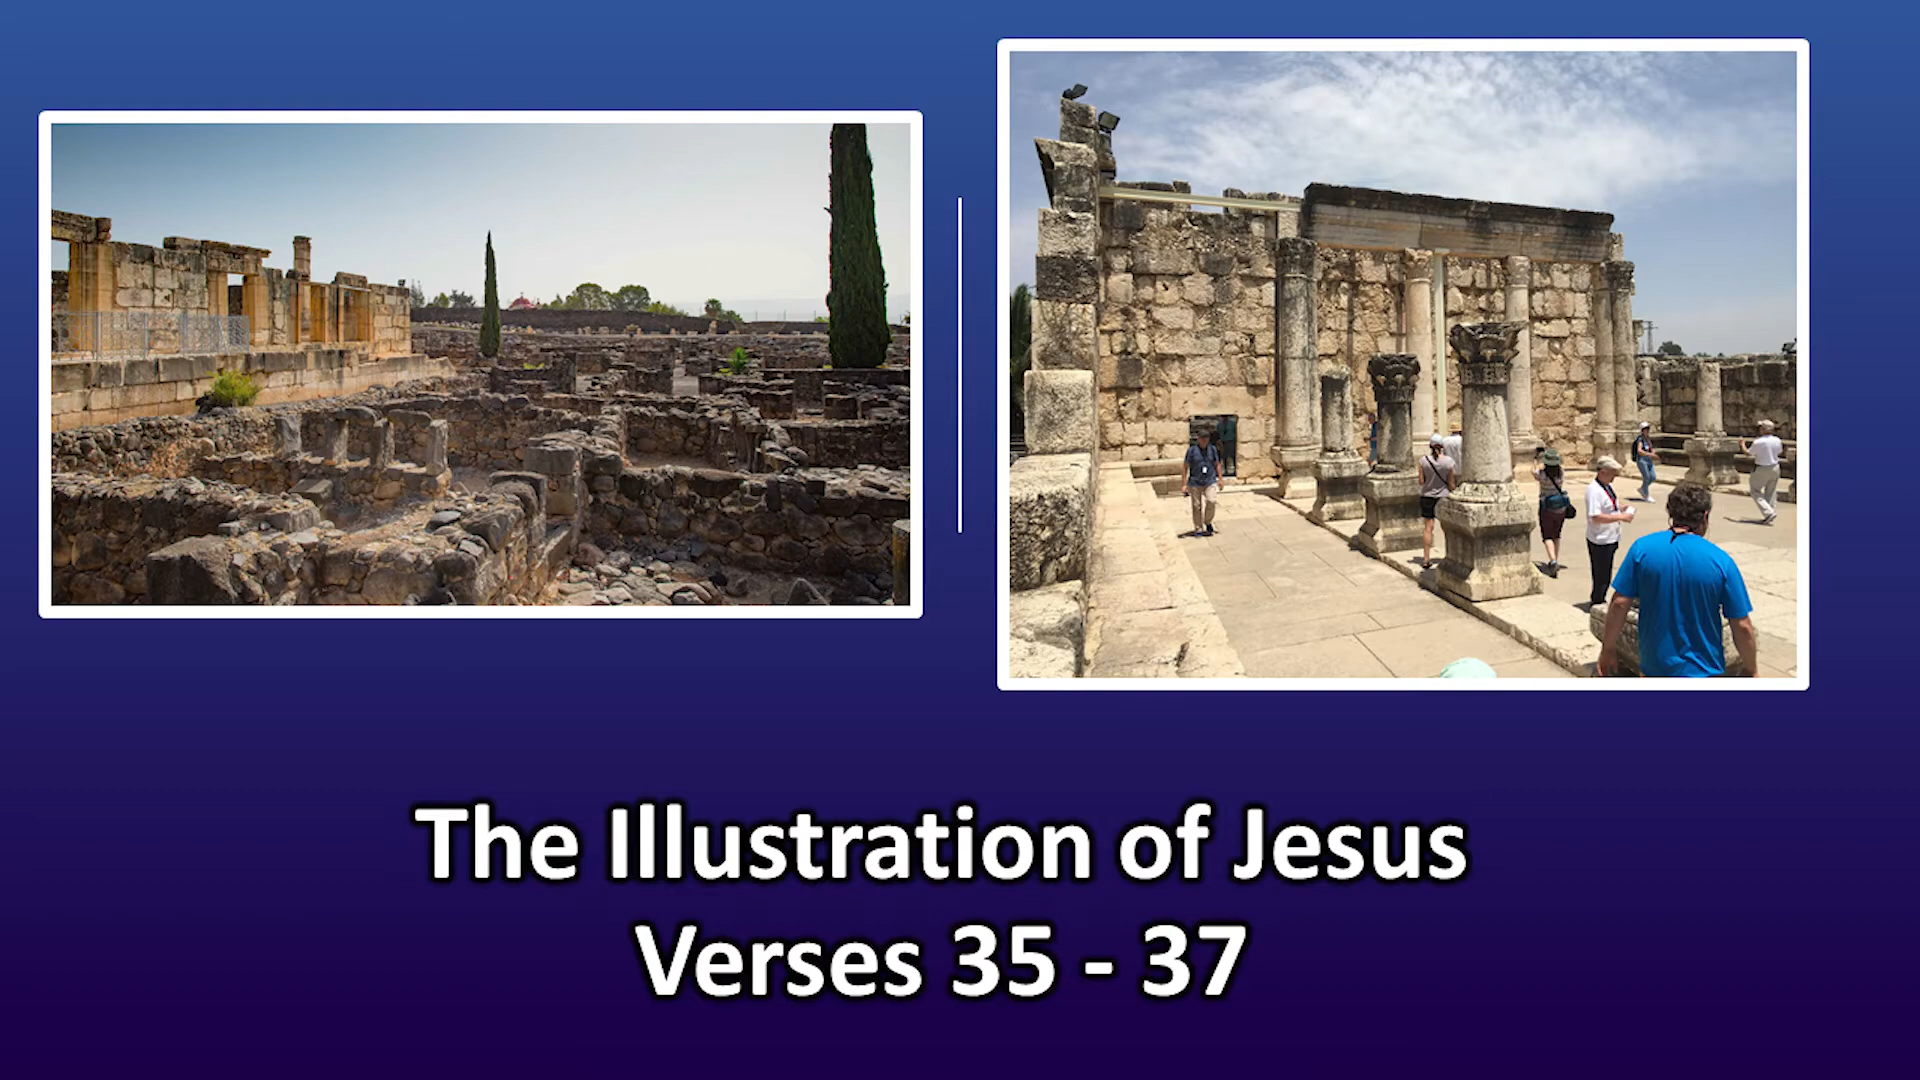 The Illustration of Jesus
Verses 35 - 37